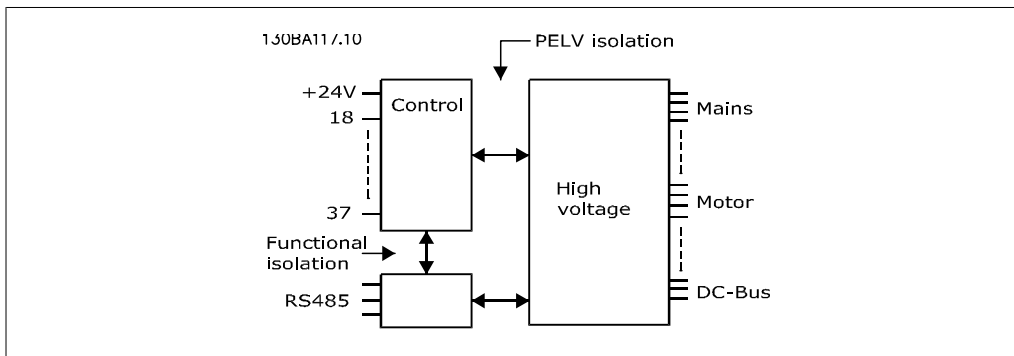 130BA117.10
PELV isolation
+24V
Control
18
37
Mains
High
voltage
Motor
Functional
isolation
RS485
DC-Bus